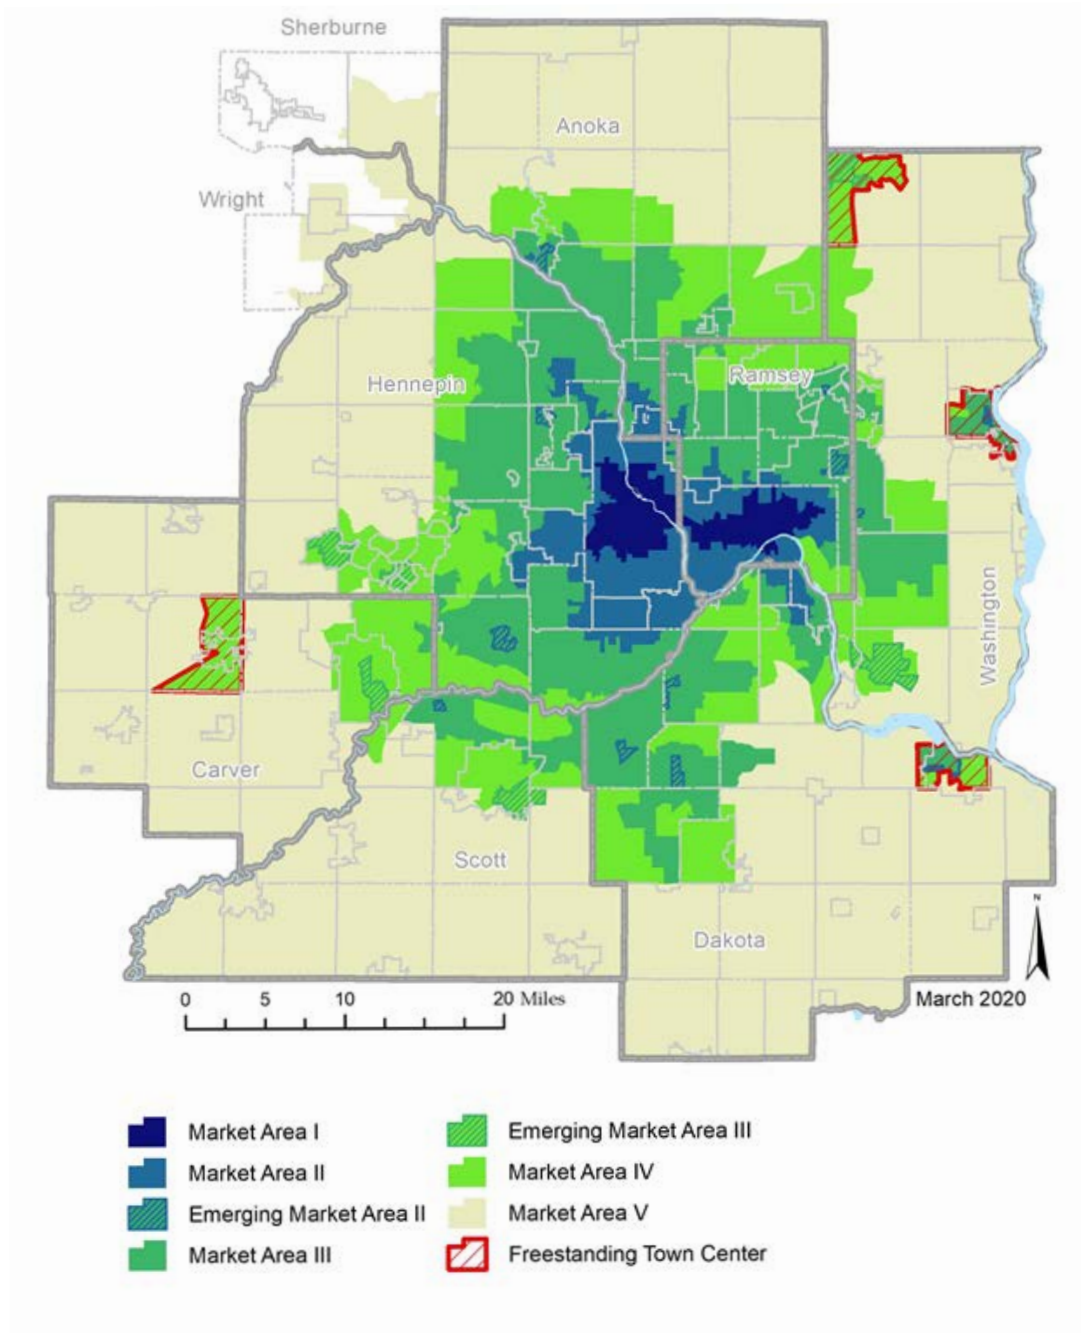 Sherburne
Anoka
Wright
Hennepin
Ramsey
Washington
Carver
Scott
Dakota
N
0 5 10 20 Miles
March 2020
Market Area I
Market Area II
Emerging Market Area II
Market Area III
Emerging Market Area III
Market Area IV
Market Area V
Freestanding Town Center